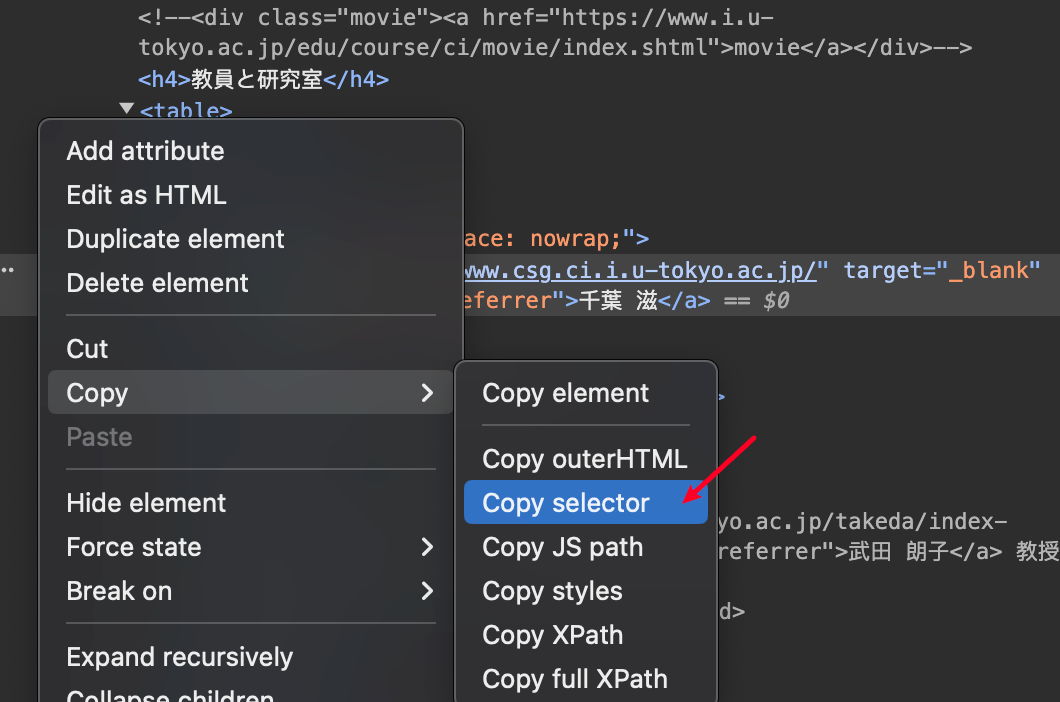 <!--<div class="movie"><a href="https://www.i.u-
tokyo.ac.jp/edu/course/ci/movie/index.shtml">movie</a></div>-->
<h4>教員と研究室</h4>
<table>
Add attribute
Edit as HTML
Duplicate element
ace: nowrap;">
www.csg.ci.i.u-tokyo.ac.jp/" target="_blank"
Delete element
eferrer">千葉 滋</a> == $0
Cut
Copy
Copy element
>
Paste
Copy outerHTML
Hide element
Copy selector
yo.ac.jp/takeda/index-
Force state
Copy JS path
referrer">武田 朗子</a> 教授
Break on
Copy styles
d>
Copy XPath
Expand recursively
Copy full XPath
Collapse children